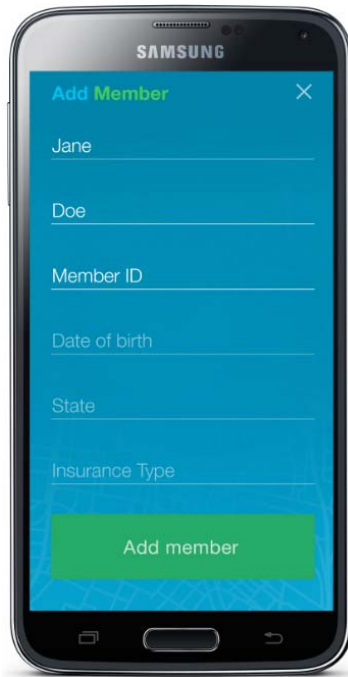 SAMSUNG
Add Member
Jane
Doe
Member ID
Date of birth
State
Insurance Type
Add member